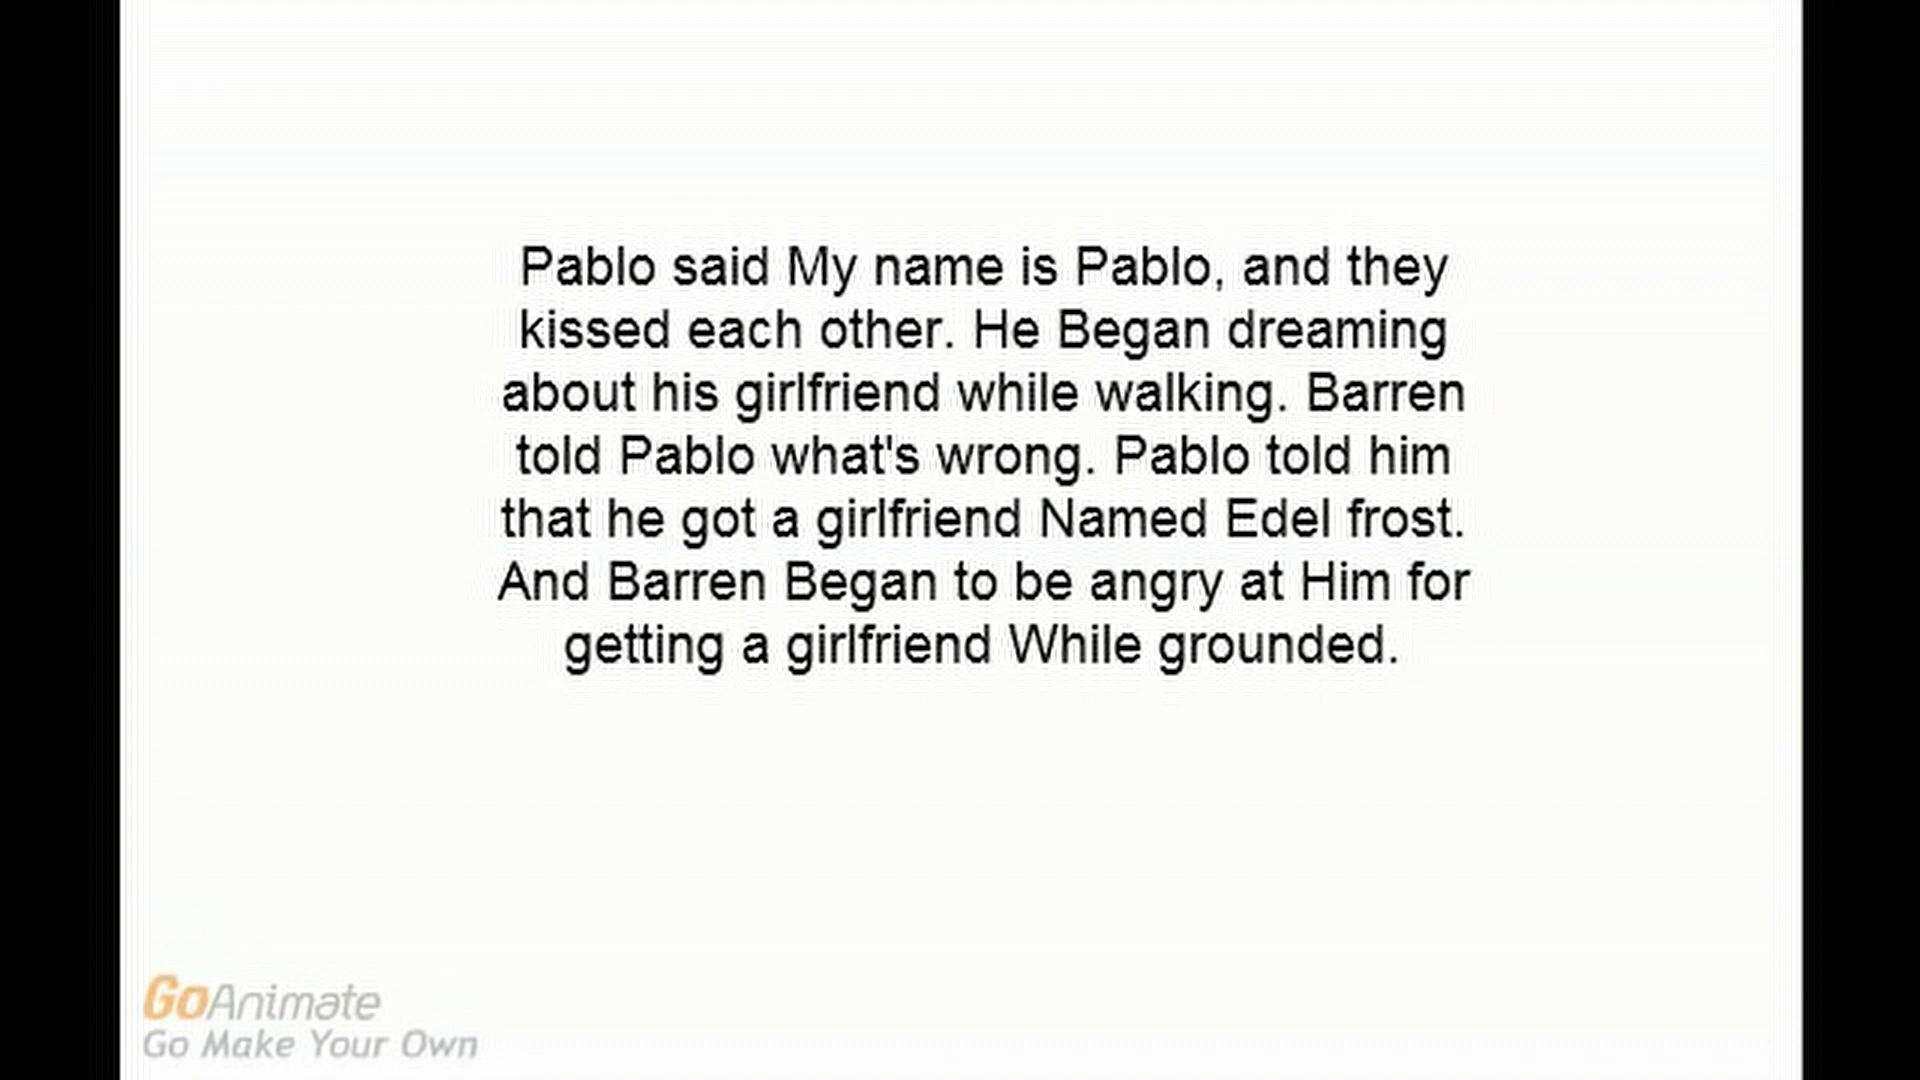 Pablo said My name is Pablo, and they
kissed each other. He Began dreaming
about his girlfriend while walking. Barren
told Pablo what's wrong. Pablo told him
that he got a girlfriend Named Edel frost.
And Barren Began to be angry at Him for
getting a girlfriend While grounded.
GoAnimate
Go Make Your Own